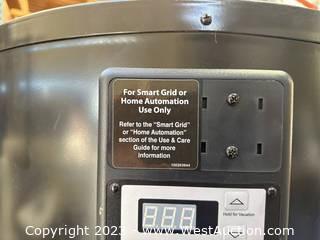 For Smart Grid or
Home Automation
Use Only
Refer to the "Smart Grid"
or "Home Automation"
section of the Use & Care
Guide for more
Information
888
Hold for Vacation
Copyright 2023 - WestAuction.com